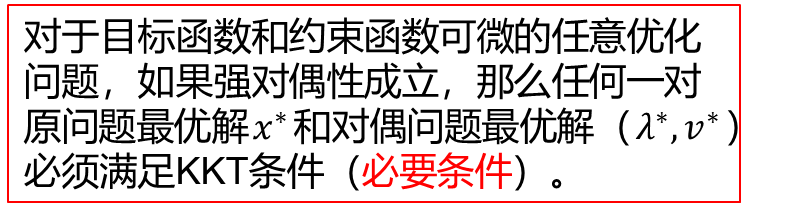 对于目标函数和约束函数可微的任意优化
问题，如果强对偶性成立，那么任何一对
原问题最优解x*和对偶问题最优解（λ*,v*）
必须满足KKT条件（必要条件）。